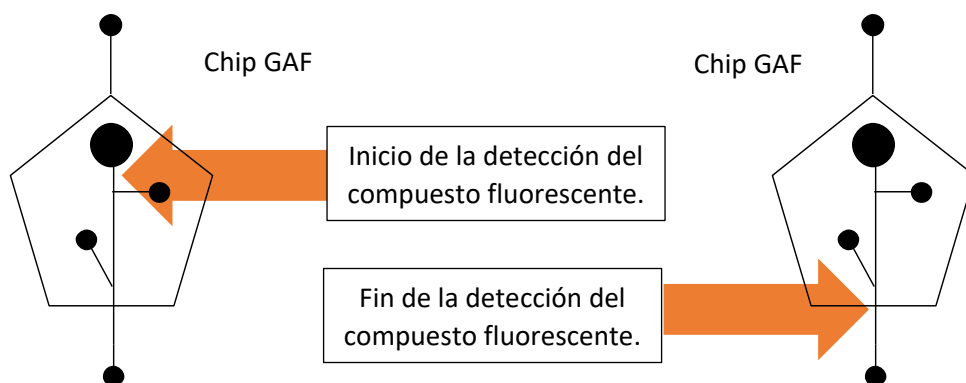 Chip GAF
Chip GAF
Inicio de la detección del
compuesto fluorescente.
Fin de la detección del
compuesto fluorescente.